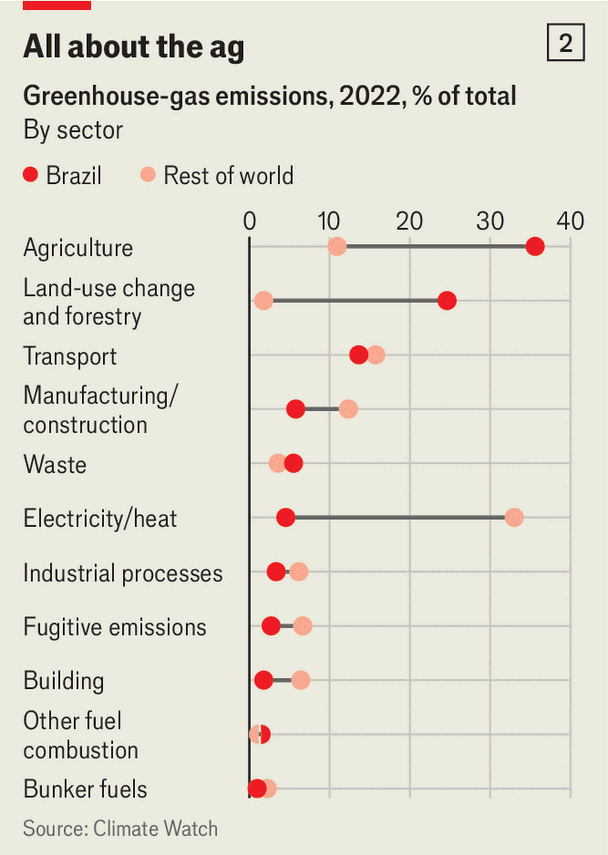 All about the ag
2
Greenhouse-gas emissions, 2022, % of total
By sector
Brazil
Rest of world
0 10 20 30 40
Agriculture
Land-use change
and forestry
Transport
Manufacturing/
construction
Waste
Electricity/heat
Industrial processes
Fugitive emissions
Building
Other fuel
combustion
Bunker fuels
Source: Climate Watch